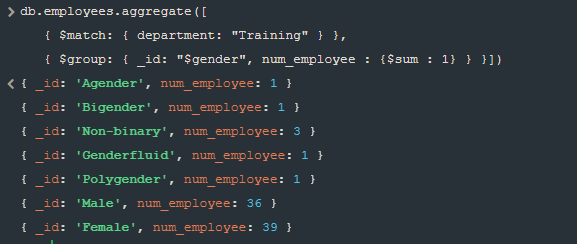 > db.employees.aggregate([
{ $match: { department: "Training" } },
{ $group: { _id: "$gender", num_employee : {$sum : 1} } }])
< { _id: 'Agender', num_employee: 1 }
{ _id: 'Bigender', num_employee: 1 }
{ _id: 'Non-binary', num_employee: 3 }
{ _id: 'Genderfluid', num_employee: 1 }
{ _id: 'Polygender', num_employee: 1 }
{ _id: 'Male', num_employee: 36 }
{ _id: 'Female', num_employee: 39 }